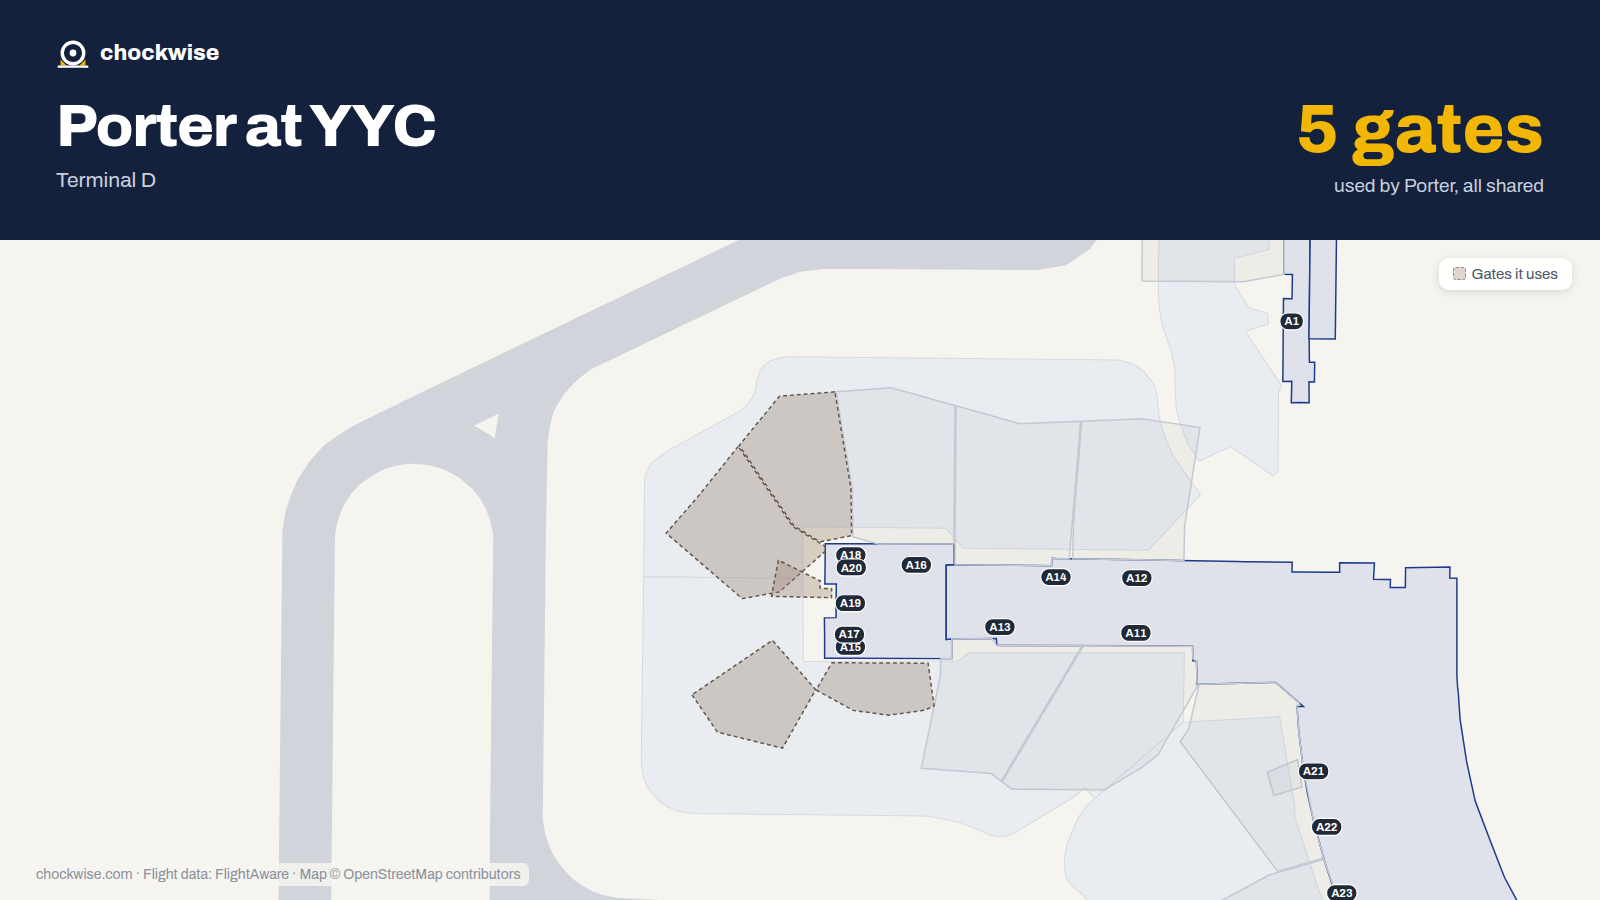 chockwise
Porter at YYC
Terminal D
5 gates
used by Porter, all shared
Gates it uses
A1
A18
A20
A16
A14
A12
A19
A13
A11
A17
A15
A21
A22
A23
chockwise.com · Flight data: FlightAware · Map © OpenStreetMap contributors